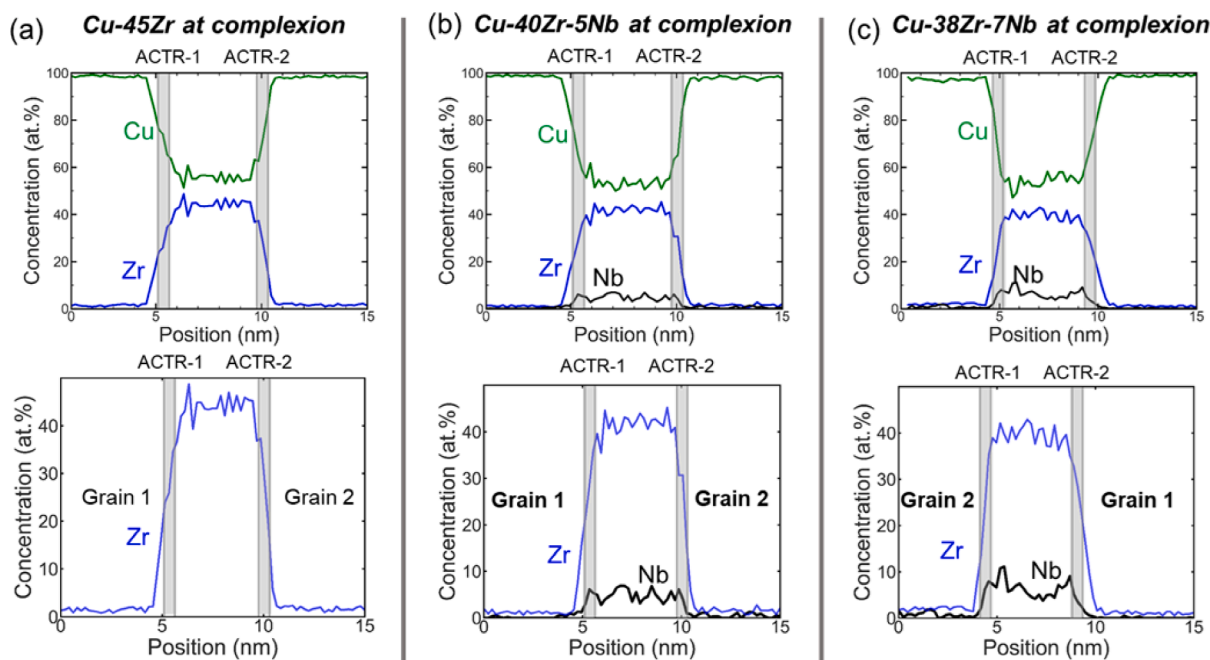 (a) Cu-45Zr at complexion
ACTR-1 ACTR-2
100
80
60
40
20
0
Concentration (at.%)
Cu
Zr
0 5 10 15
Position (nm)
ACTR-1 ACTR-2
40
30
20
10
0
Concentration (at.%)
Grain 1
Grain 2
Zr
0 5 10 15
Position (nm)
(b) Cu-40Zr-5Nb at complexion
ACTR-1 ACTR-2
100
80
60
40
20
0
Concentration (at.%)
Cu
Zr
Nb
0 5 10 15
Position (nm)
ACTR-1 ACTR-2
40
30
20
10
0
Concentration (at.%)
Grain 1
Grain 2
Zr
Nb
0 5 10 15
Position (nm)
(c) Cu-38Zr-7Nb at complexion
ACTR-1 ACTR-2
100
80
60
40
20
0
Concentration (at.%)
Cu
Zr
Nb
0 5 10 15
Position (nm)
ACTR-1 ACTR-2
40
30
20
10
0
Concentration (at.%)
Grain 2
Grain 1
Zr
Nb
0 5 10 15
Position (nm)